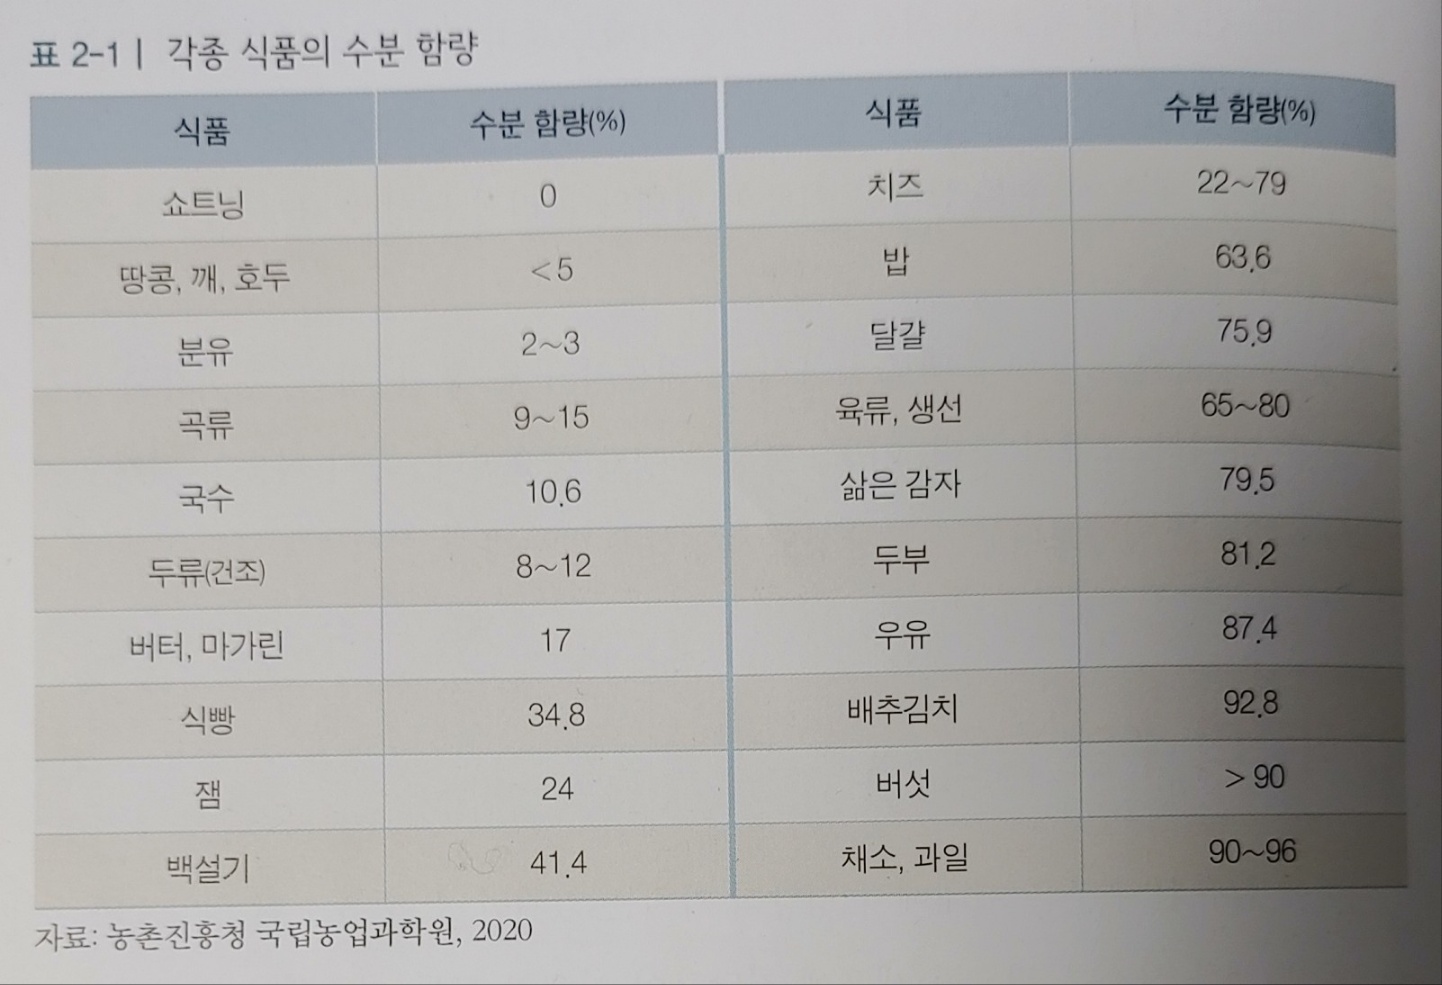 표 2-1 | 각종 식품의 수분 함량
식품 수분 함량(%) 식품 수분 함량(%)
쇼트닝 0 치즈 22~79
땅콩, 깨, 호두 <5 밥 63.6
분유 2~3 달걀 75.9
곡류 9~15 육류, 생선 65~80
국수 10.6 삶은 감자 79.5
두류(건조) 8~12 두부 81.2
버터, 마가린 17 우유 87.4
식빵 34.8 배추김치 92.8
잼 24 버섯 > 90
백설기 41.4 채소, 과일 90~96
자료: 농촌진흥청 국립농업과학원, 2020